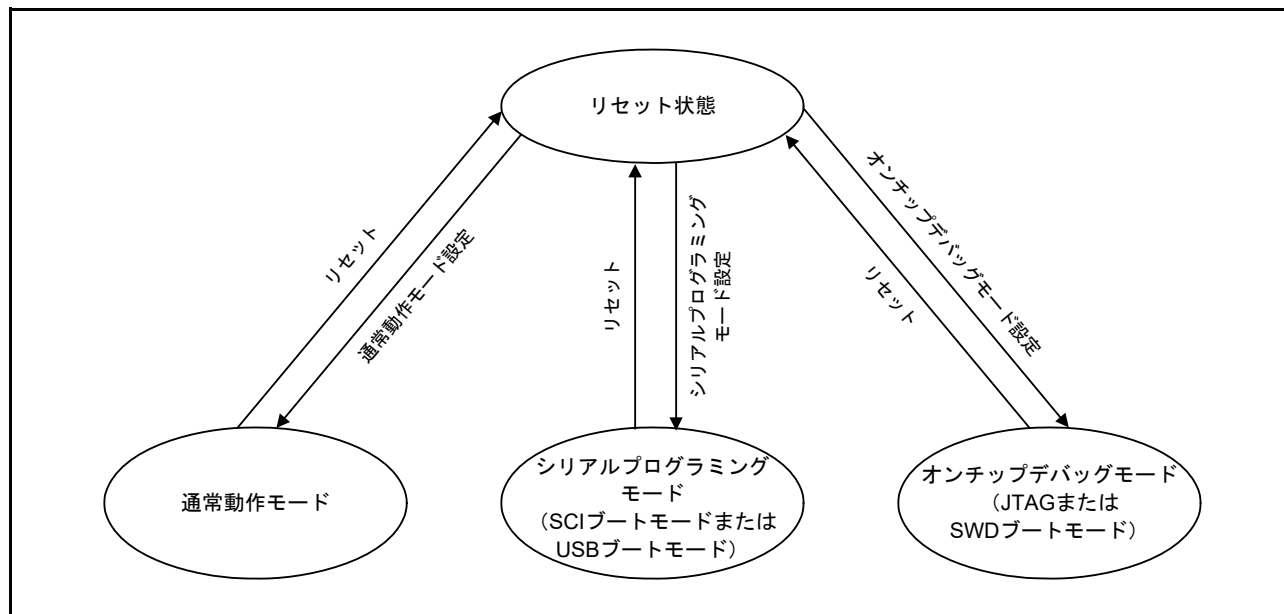 リセット状態
リセット
通常動作モード設定
リセット
シリアルプログラミング
モード設定
オンチップデバッグモード設定
リセット
通常動作モード
シリアルプログラミング
モード
（SCIブートモードまたは
USBブートモード）
オンチップデバッグモード
（JTAGまたは
SWDブートモード）